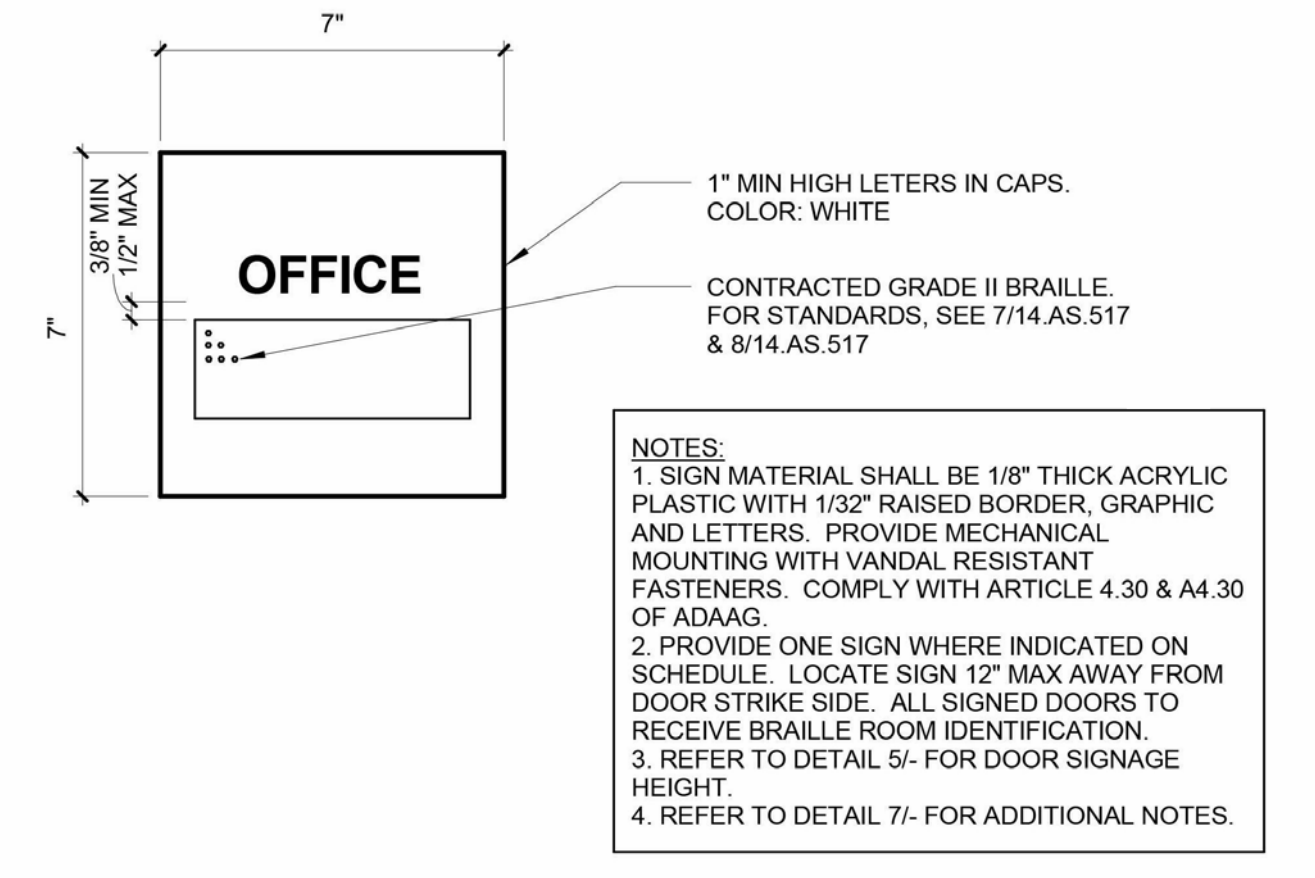 7"
3/8" MIN
1/2" MAX
7"
OFFICE
1" MIN HIGH LETERS IN CAPS.
COLOR: WHITE
CONTRACTED GRADE II BRAILLE.
FOR STANDARDS, SEE 7/14.AS.517
& 8/14.AS.517
NOTES:
1. SIGN MATERIAL SHALL BE 1/8" THICK ACRYLIC
PLASTIC WITH 1/32" RAISED BORDER, GRAPHIC
AND LETTERS.  PROVIDE MECHANICAL
MOUNTING WITH VANDAL RESISTANT
FASTENERS.  COMPLY WITH ARTICLE 4.30 & A4.30
OF ADAAG.
2. PROVIDE ONE SIGN WHERE INDICATED ON
SCHEDULE.  LOCATE SIGN 12" MAX AWAY FROM
DOOR STRIKE SIDE.  ALL SIGNED DOORS TO
RECEIVE BRAILLE ROOM IDENTIFICATION.
3. REFER TO DETAIL 5/- FOR DOOR SIGNAGE
HEIGHT.
4. REFER TO DETAIL 7/- FOR ADDITIONAL NOTES.